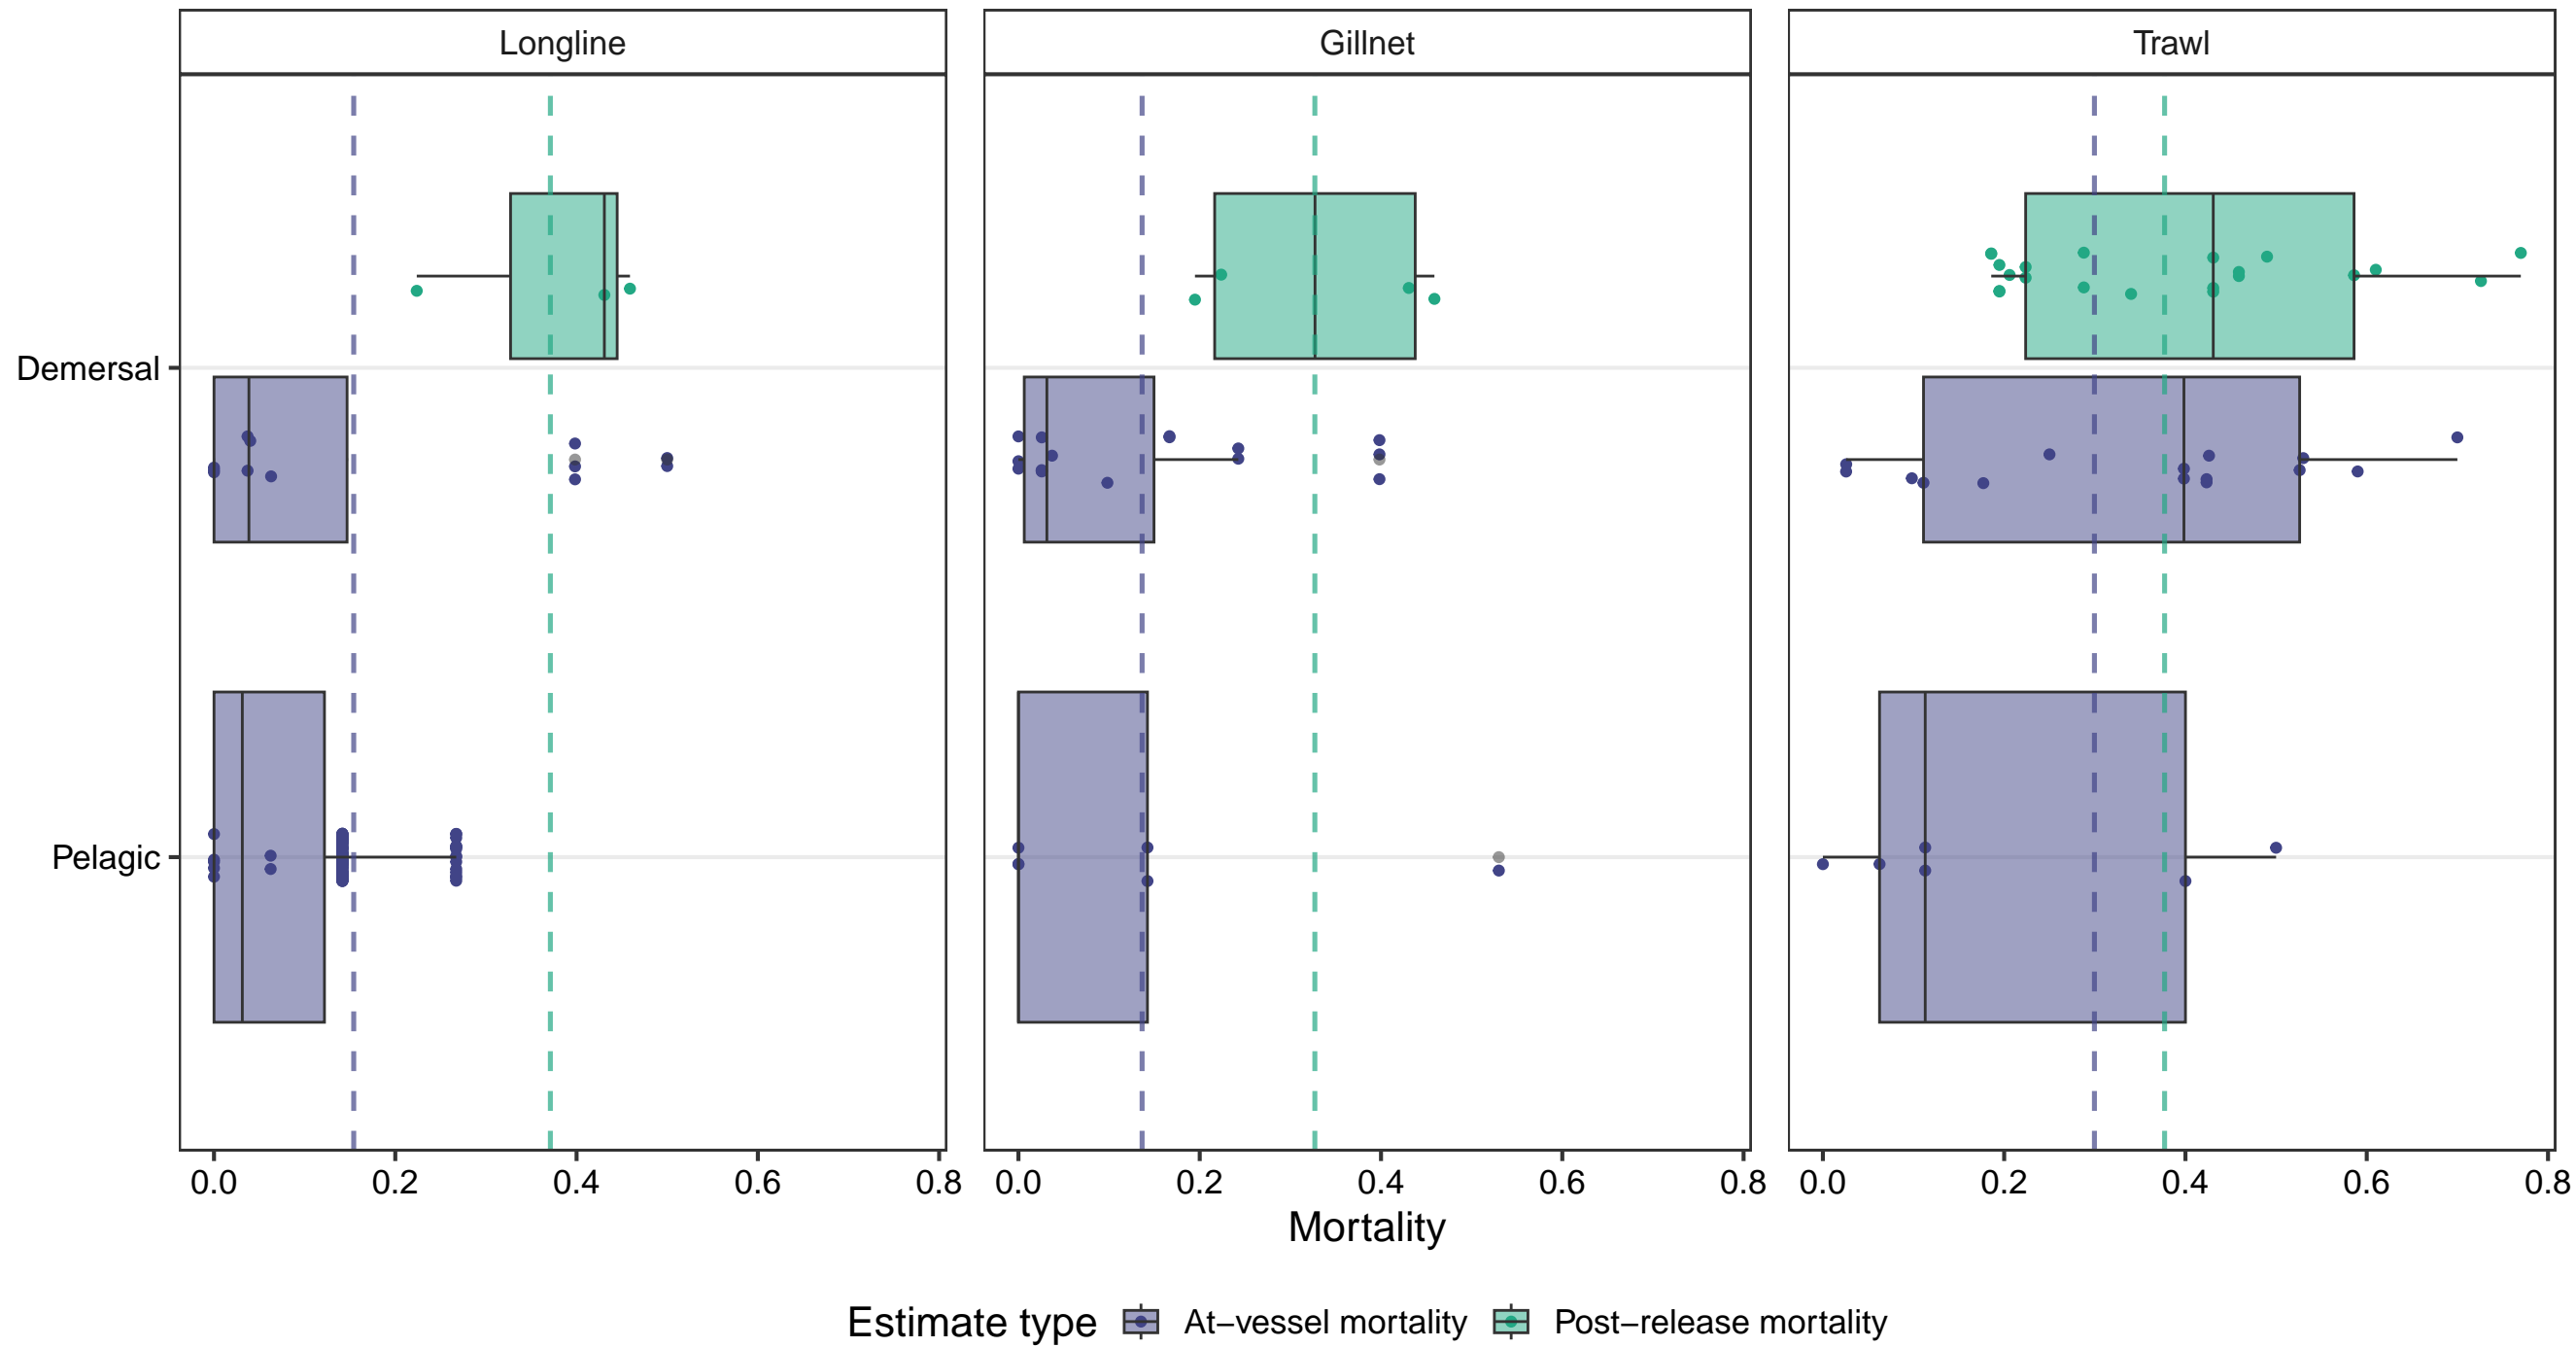 Longline Gillnet Trawl
Demersal
Pelagic
0.0 0.2 0.4 0.6 0.8 0.0 0.2 0.4 0.6 0.8 0.0 0.2 0.4 0.6 0.8
Mortality
Estimate type At−vessel mortality Post−release mortality